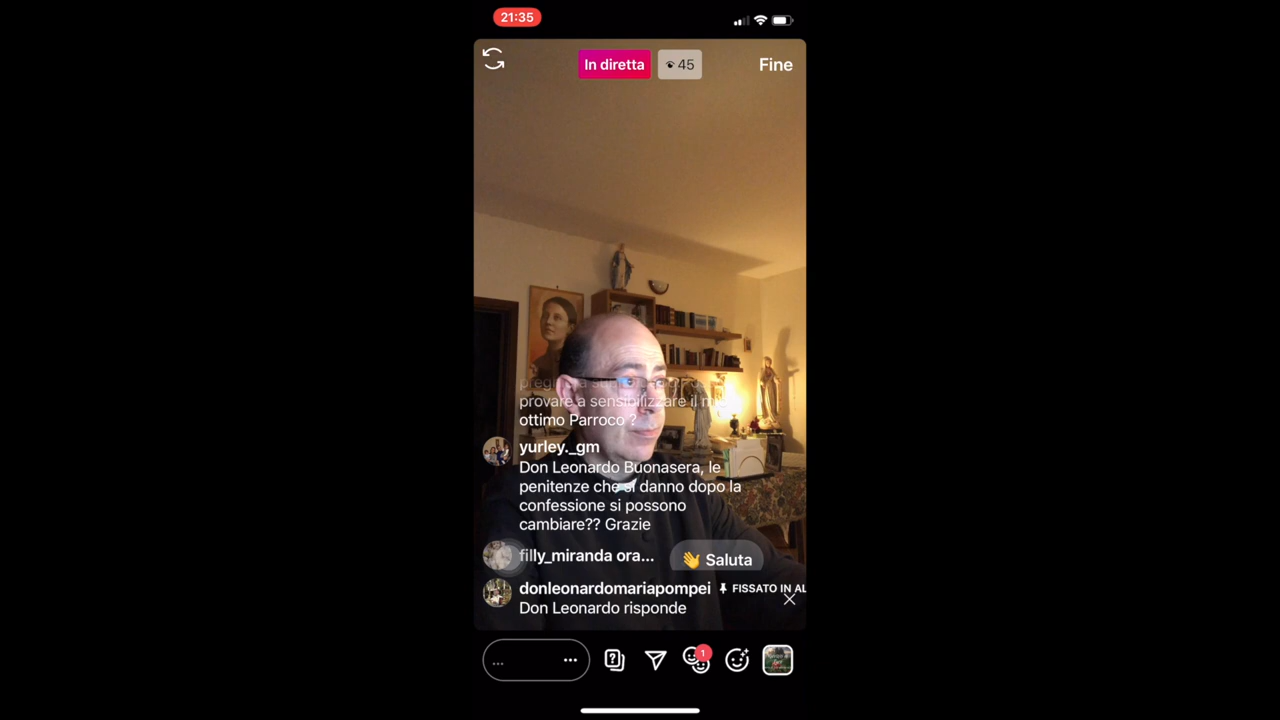 21:35
In diretta
45
Fine
provare a sensibilizzare il
ottimo Parroco ?
yurley._gm
Don Leonardo Buonasera, le
penitenze che si danno dopo la
confessione si possono
cambiare?? Grazie
filly_miranda ora...
👋 Saluta
donleonardomariapompei
FISSATO IN AL
Don Leonardo risponde
...
1